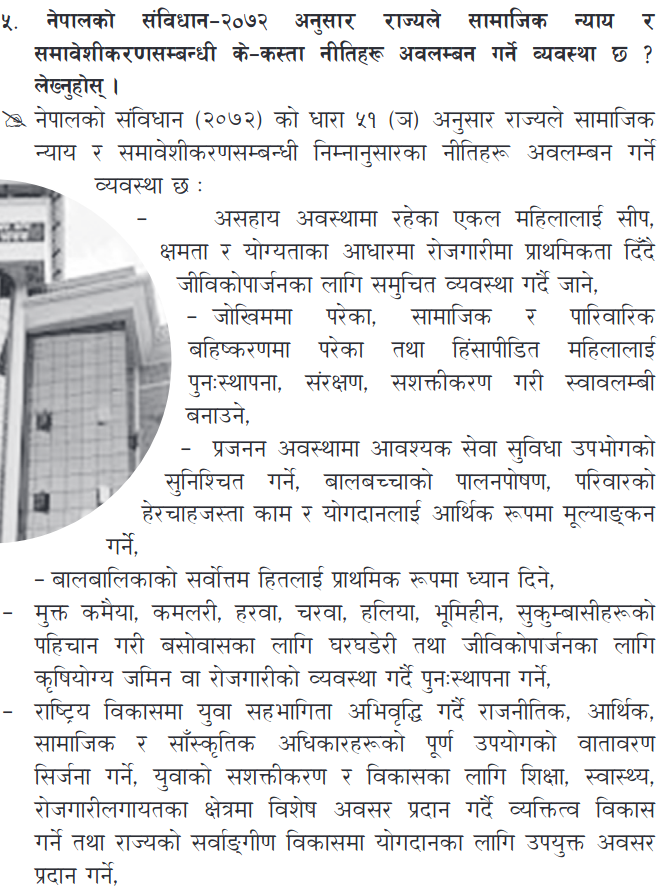 ५. नेपालको संविधान-२०७२ अनुसार राज्यले सामाजिक न्याय र
समावेशीकरणसम्बन्धी के-कस्ता नीतिहरू अवलम्बन गर्ने व्यवस्था छ ?
लेख्नुहोस् ।
नेपालको संविधान (२०७२) को धारा ५१ (ञ) अनुसार राज्यले सामाजिक
न्याय र समावेशीकरणसम्बन्धी निम्नानुसारका नीतिहरू अवलम्बन गर्ने
व्यवस्था छ :
- असहाय अवस्थामा रहेका एकल महिलालाई सीप,
क्षमता र योग्यताका आधारमा रोजगारीमा प्राथमिकता दिँदै
जीविकोपार्जनका लागि समुचित व्यवस्था गर्दै जाने,
- जोखिममा परेका, सामाजिक र पारिवारिक
बहिष्करणमा परेका तथा हिंसापीडित महिलालाई
पुनःस्थापना, संरक्षण, सशक्तीकरण गरी स्वावलम्बी
बनाउने,
- प्रजनन अवस्थामा आवश्यक सेवा सुविधा उपभोगको
सुनिश्चित गर्ने, बालबच्चाको पालनपोषण, परिवारको
हेरचाहजस्ता काम र योगदानलाई आर्थिक रूपमा मूल्याङ्कन
गर्ने,
- बालबालिकाको सर्वोत्तम हितलाई प्राथमिक रूपमा ध्यान दिने,
- मुक्त कमैया, कमलरी, हरवा, चरवा, हलिया, भूमिहीन, सुकुम्बासीहरूको
पहिचान गरी बसोवासका लागि घरघडेरी तथा जीविकोपार्जनका लागि
कृषियोग्य जमिन वा रोजगारीको व्यवस्था गर्दै पुनःस्थापना गर्ने,
- राष्ट्रिय विकासमा युवा सहभागिता अभिवृद्धि गर्दै राजनीतिक, आर्थिक,
सामाजिक र साँस्कृतिक अधिकारहरूको पूर्ण उपयोगको वातावरण
सिर्जना गर्ने, युवाको सशक्तीकरण र विकासका लागि शिक्षा, स्वास्थ्य,
रोजगारीलगायतका क्षेत्रमा विशेष अवसर प्रदान गर्दै व्यक्तित्व विकास
गर्ने तथा राज्यको सर्वाङ्गीण विकासमा योगदानका लागि उपयुक्त अवसर
प्रदान गर्ने,